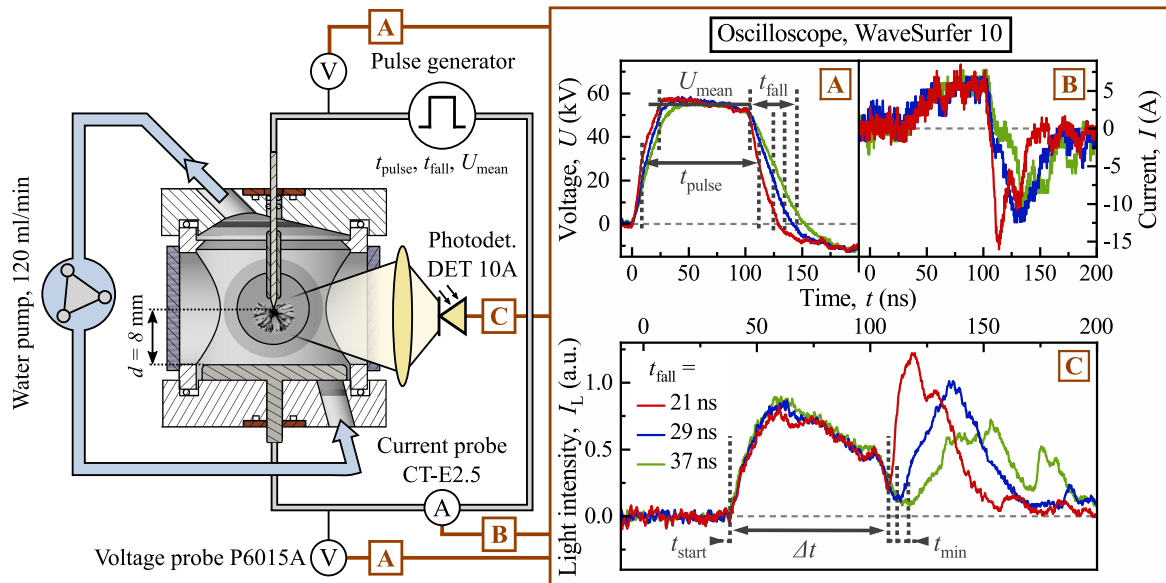 Oscilloscope, WaveSurfer 10
A
Pulse generator
V
t_pulse, t_fall, U_mean
Water pump, 120 ml/min
d = 8 mm
Photodet.
DET 10A
C
Current probe
CT-E2.5
A
B
Voltage probe P6015A
V
A
Voltage, U (kV)
60
40
20
0
U_mean
t_fall
A
t_pulse
0
50
100
150
B
5
0
-5
-10
-15
Current, I (A)
0
50
100
150
200
Time, t (ns)
0
50
100
150
200
Light intensity, I_L (a.u.)
1.0
0.5
0.0
t_fall =
21 ns
29 ns
37 ns
C
t_start
Δt
t_min